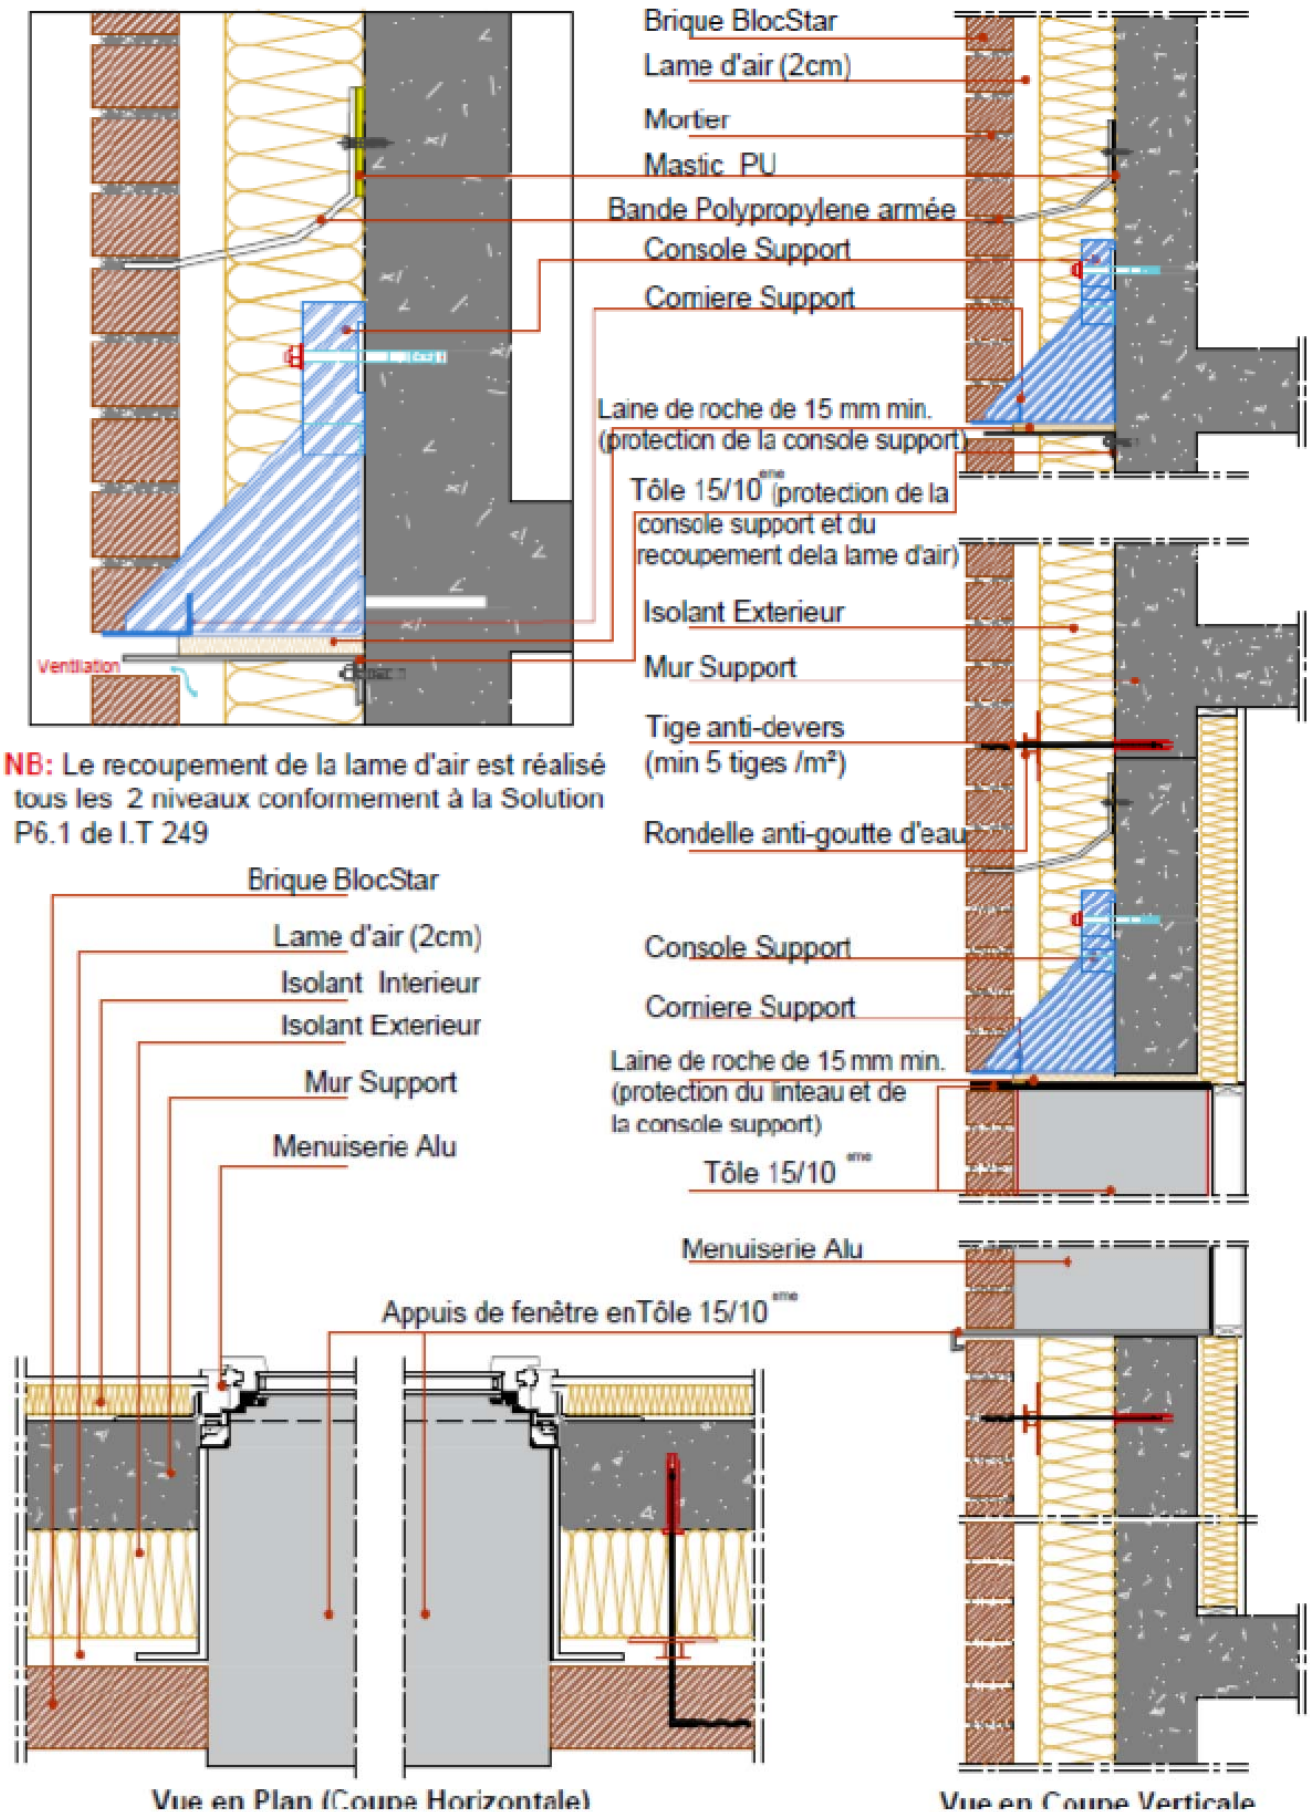 Brique BlocStar
Lame d'air (2cm)
Mortier
Mastic PU
Bande Polypropylene armée
Console Support
Corniere Support
Laine de roche de 15 mm min.
(protection de la console support)
Tôle 15/10 eme (protection de la
console support et du
recoupement dela lame d'air)
Isolant Exterieur
Mur Support
Tige anti-devers
(min 5 tiges /m²)
Rondelle anti-goutte d'eau
Console Support
Corniere Support
Laine de roche de 15 mm min.
(protection du linteau et de
la console support)
Tôle 15/10 eme
Menuiserie Alu
Appuis de fenêtre enTôle 15/10 eme
Ventilation
NB: Le recoupement de la lame d'air est réalisé
tous les 2 niveaux conformement à la Solution
P6.1 de I.T 249
Brique BlocStar
Lame d'air (2cm)
Isolant Interieur
Isolant Exterieur
Mur Support
Menuiserie Alu
Vue en Plan (Coupe Horizontale)
Vue en Coupe Verticale